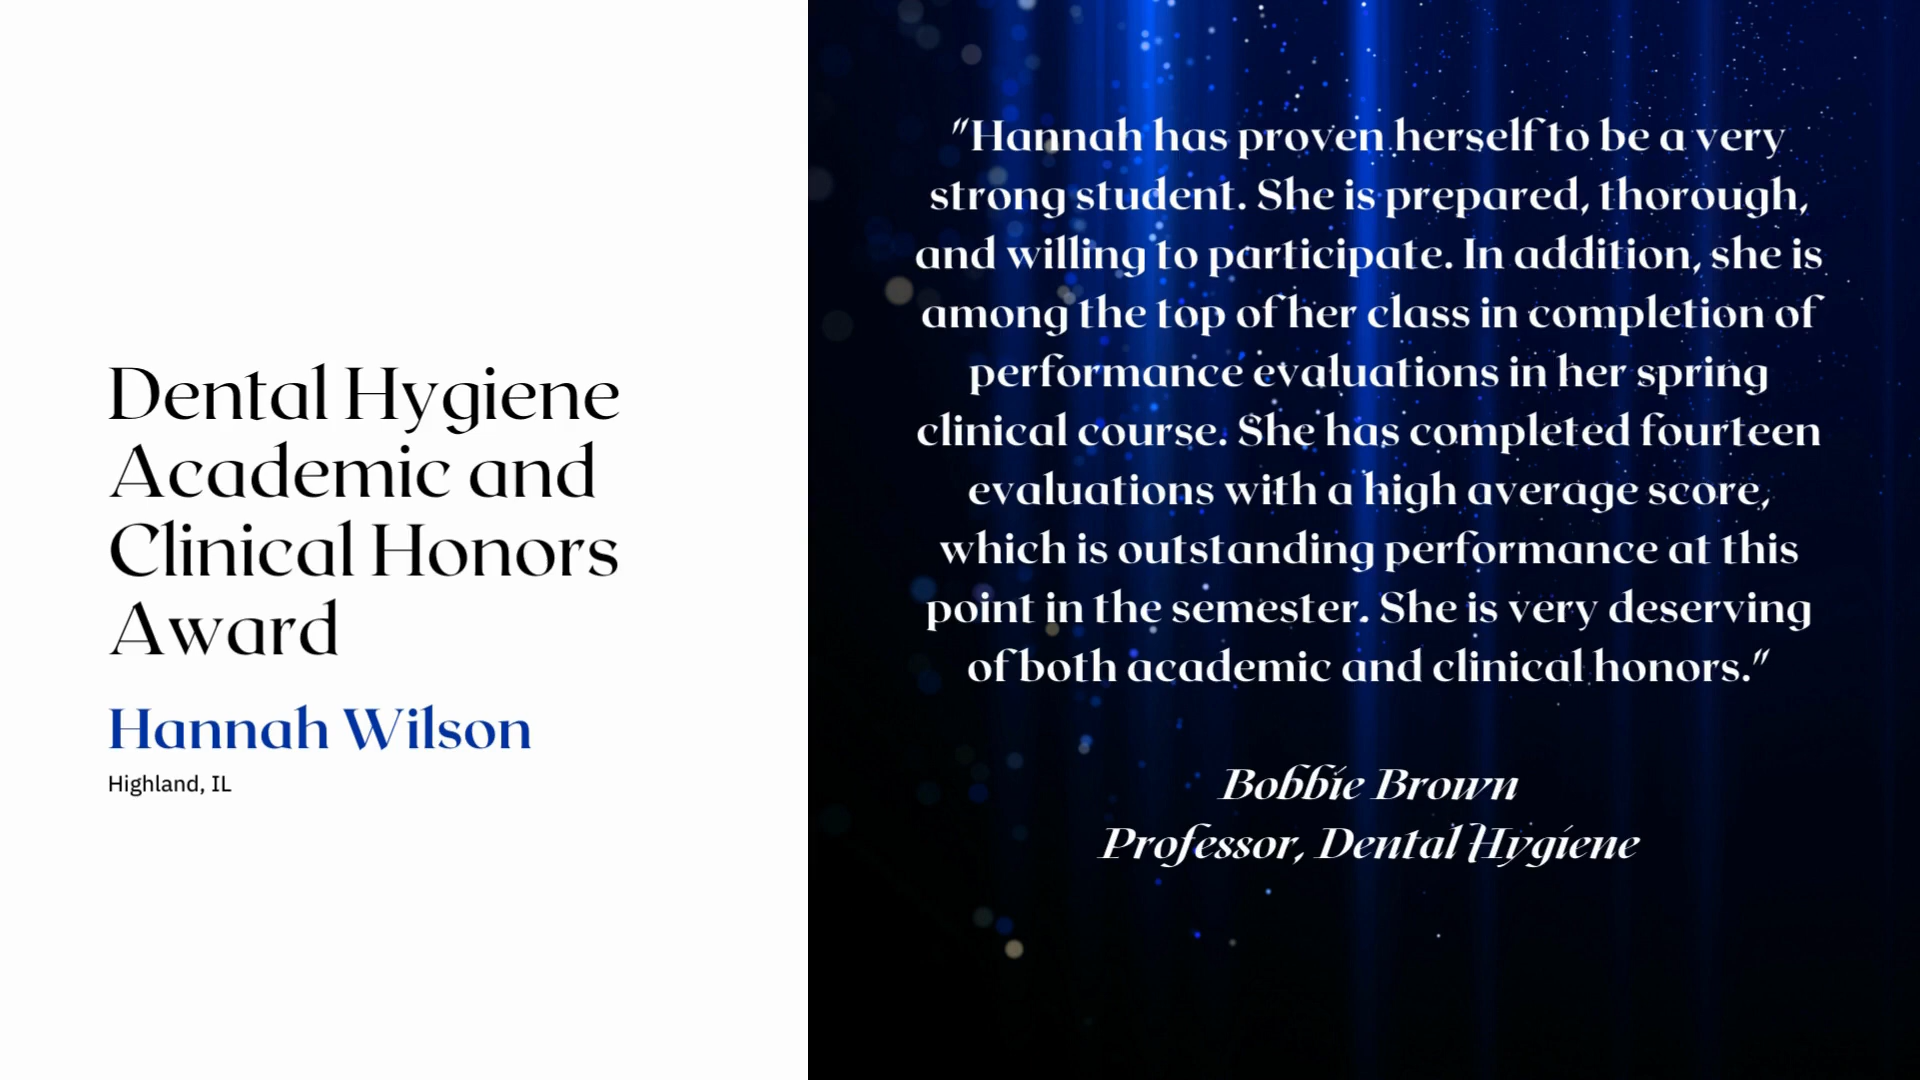 Dental Hygiene
Academic and
Clinical Honors
Award
Hannah Wilson
Highland, IL
"Hannah has proven herself to be a very
strong student. She is prepared, thorough,
and willing to participate. In addition, she is
among the top of her class in completion of
performance evaluations in her spring
clinical course. She has completed fourteen
evaluations with a high average score,
which is outstanding performance at this
point in the semester. She is very deserving
of both academic and clinical honors."
Bobbie Brown
Professor, Dental Hygiene